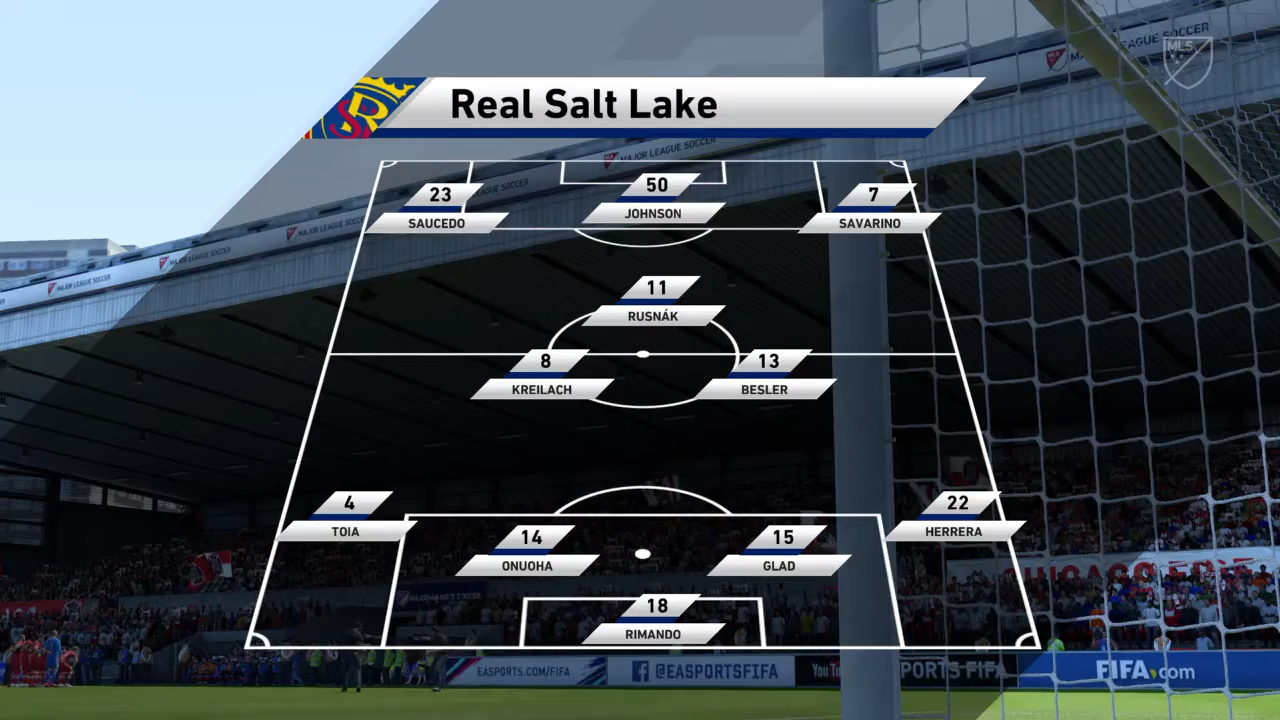 MLS
MAJOR LEAGUE SOCCER
Real Salt Lake
23
SAUCEDO
50
JOHNSON
7
SAVARINO
11
RUSNÁK
8
KREILACH
13
BESLER
4
TOIA
14
ONUOHA
15
GLAD
22
HERRERA
18
RIMANDO
EASPORTS.COM/FIFA
@EASPORTSFIFA
FIFA.com